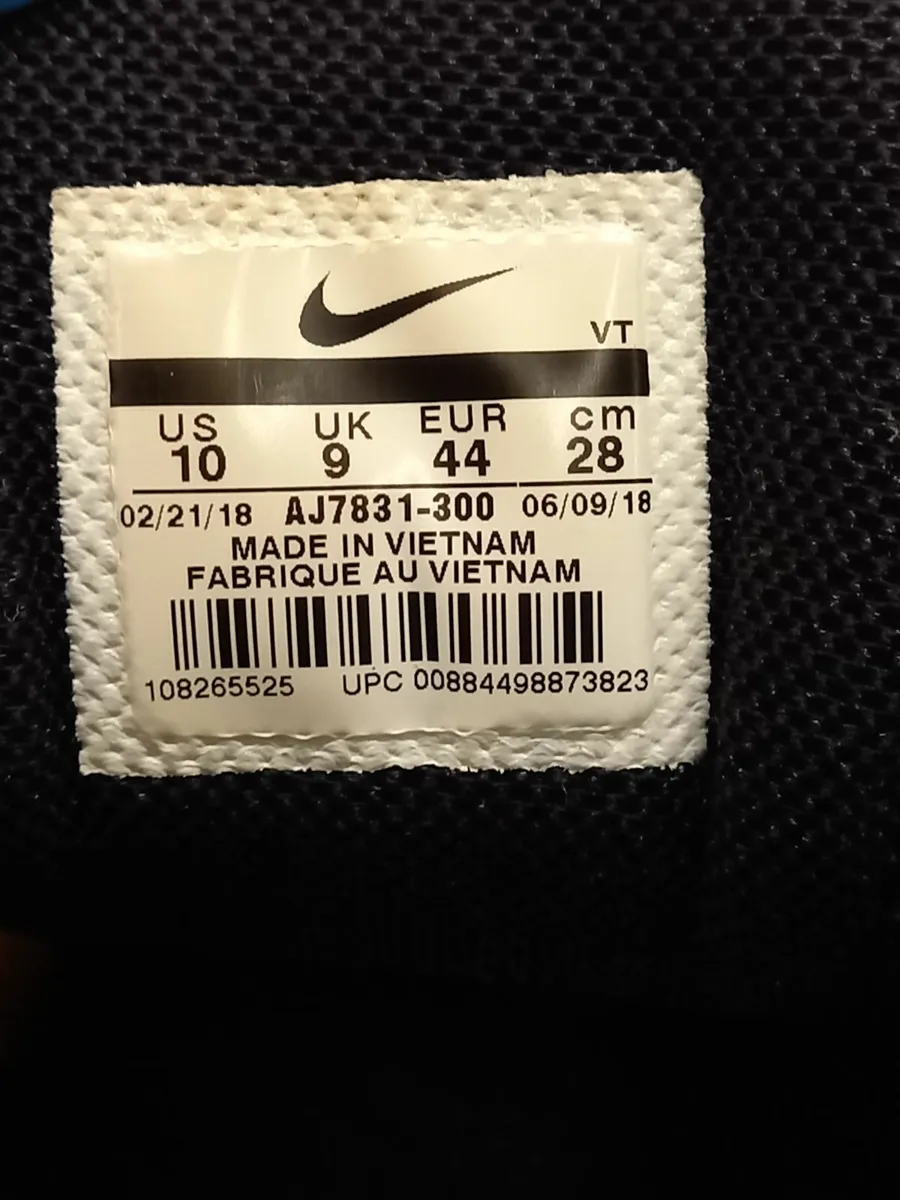 VT
US UK EUR cm
10 9 44 28
02/21/18 AJ7831-300 06/09/18
MADE IN VIETNAM
FABRIQUE AU VIETNAM
108265525 UPC 00884498873823